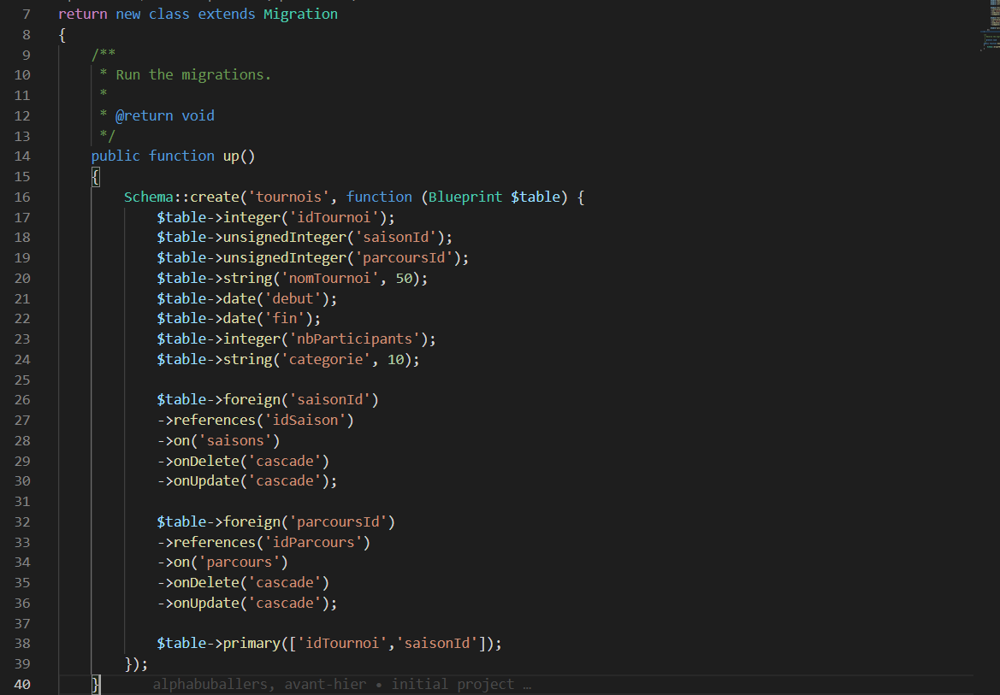 7 return new class extends Migration
8 {
9 /**
10 * Run the migrations.
11 *
12 * @return void
13 */
14 public function up()
15 {
16 Schema::create('tournois', function (Blueprint $table) {
17 $table->integer('idTournoi');
18 $table->unsignedInteger('saisonId');
19 $table->unsignedInteger('parcoursId');
20 $table->string('nomTournoi', 50);
21 $table->date('debut');
22 $table->date('fin');
23 $table->integer('nbParticipants');
24 $table->string('categorie', 10);
25
26 $table->foreign('saisonId')
27 ->references('idSaison')
28 ->on('saisons')
29 ->onDelete('cascade')
30 ->onUpdate('cascade');
31
32 $table->foreign('parcoursId')
33 ->references('idParcours')
34 ->on('parcours')
35 ->onDelete('cascade')
36 ->onUpdate('cascade');
37
38 $table->primary(['idTournoi','saisonId']);
39 });
40 } alphabuballers, avant-hier • initial project …